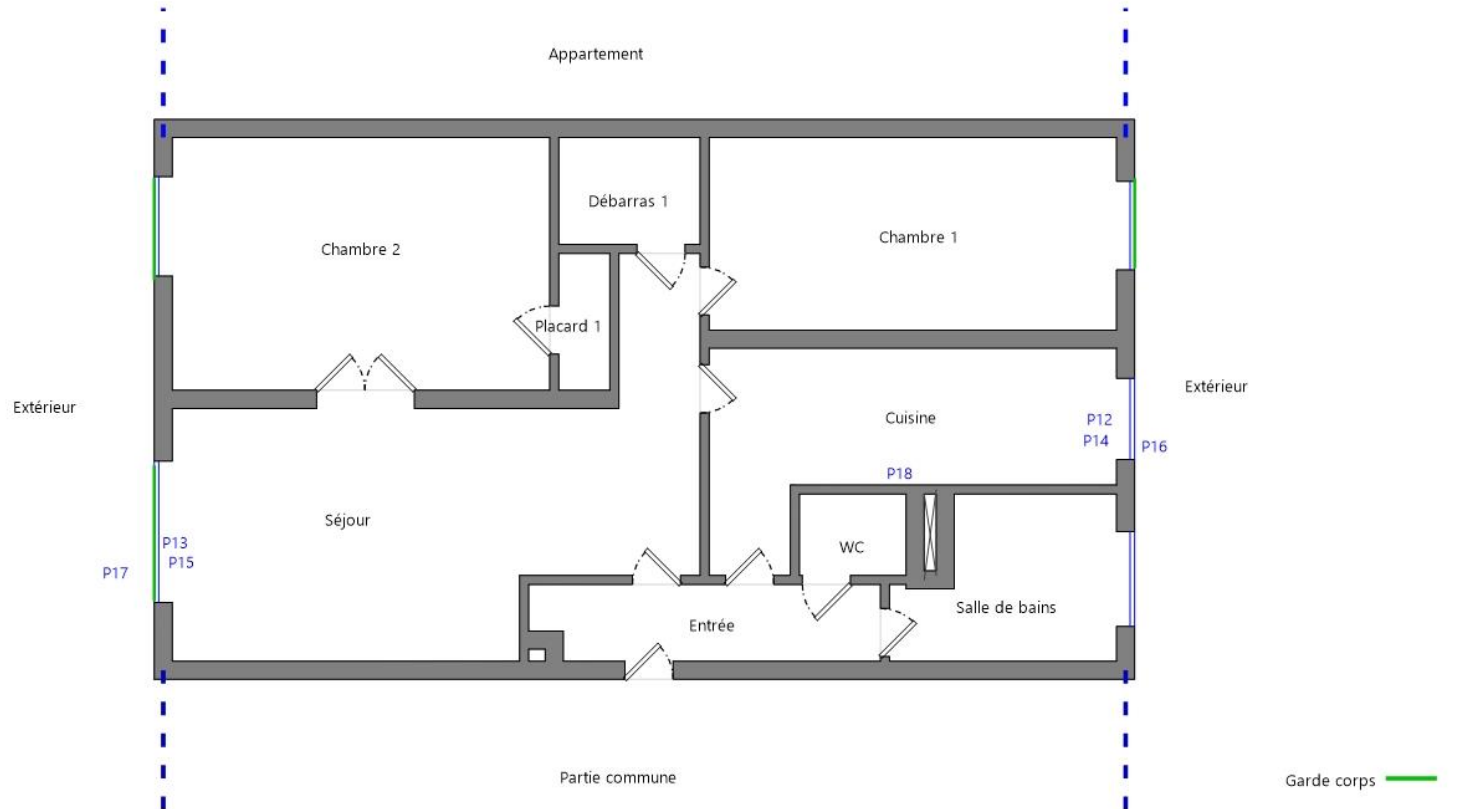 Appartement
Débarras 1
Chambre 2
Chambre 1
Placard 1
Extérieur
Extérieur
Cuisine
P12
P14
P16
P18
Séjour
P13
P15
P17
WC
Salle de bains
Entrée
Partie commune
Garde corps